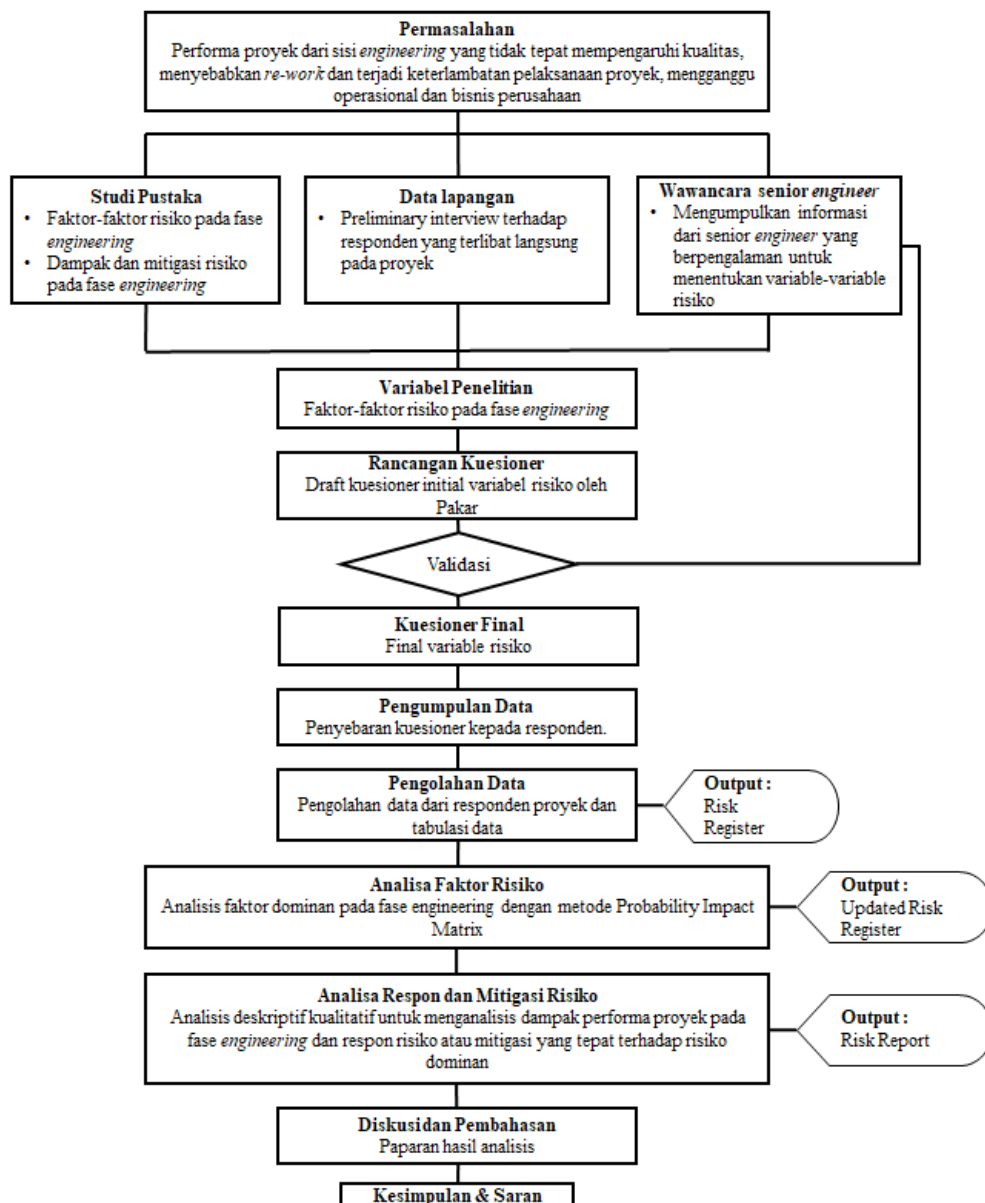 Permasalahan
Performa proyek dari sisi engineering yang tidak tepat mempengaruhi kualitas,
menyebabkan re-work dan terjadi keterlambatan pelaksanaan proyek, mengganggu
operasional dan bisnis perusahaan
Studi Pustaka
• Faktor-faktor risiko pada fase
engineering
• Dampak dan mitigasi risiko
pada fase engineering
Data lapangan
• Preliminary interview terhadap
responden yang terlibat langsung
pada proyek
Wawancara senior engineer
• Mengumpulkan informasi
dari senior engineer yang
berpengalaman untuk
menentukan variable-variable
risiko
Variabel Penelitian
Faktor-faktor risiko pada fase engineering
Rancangan Kuesioner
Draft kuesioner initial variabel risiko oleh
Pakar
Validasi
Kuesioner Final
Final variable risiko
Pengumpulan Data
Penyebaran kuesioner kepada responden.
Pengolahan Data
Pengolahan data dari responden proyek dan
tabulasi data
Output :
Risk
Register
Analisa Faktor Risiko
Analisis faktor dominan pada fase engineering dengan metode Probability Impact
Matrix
Output :
Updated Risk
Register
Analisa Respon dan Mitigasi Risiko
Analisis deskriptif kualitatif untuk menganalisis dampak performa proyek pada
fase engineering dan respon risiko atau mitigasi yang tepat terhadap risiko
dominan
Output :
Risk Report
Diskusi dan Pembahasan
Paparan hasil analisis
Kesimpulan & Saran